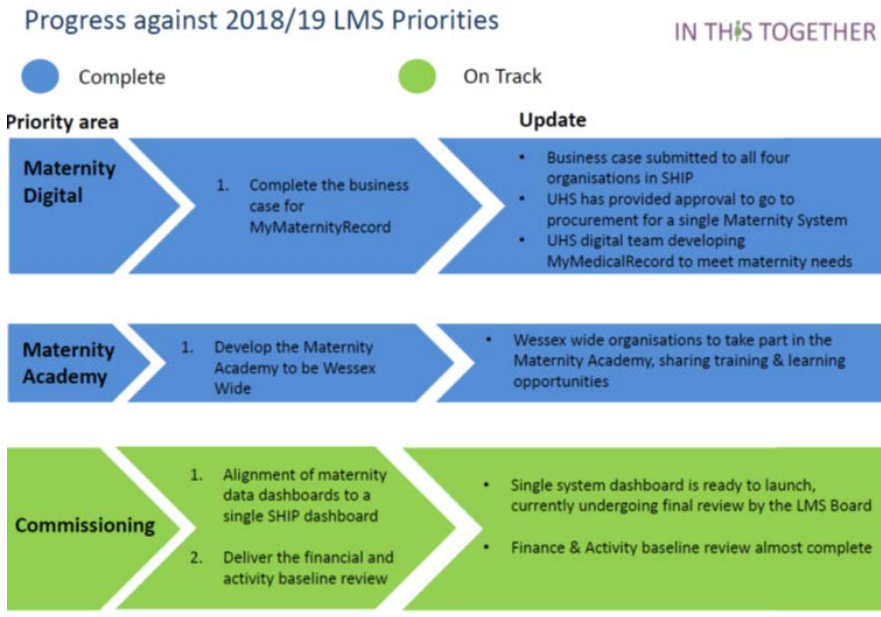 Progress against 2018/19 LMS Priorities
IN THIS TOGETHER
Complete
On Track
Priority area
Update
Maternity
Digital
1. Complete the business
case for
MyMaternityRecord
• Business case submitted to all four
organisations in SHIP
• UHS has provided approval to go to
procurement for a single Maternity System
• UHS digital team developing
MyMedicalRecord to meet maternity needs
Maternity
Academy
1. Develop the Maternity
Academy to be Wessex
Wide
• Wessex wide organisations to take part in the
Maternity Academy, sharing training & learning
opportunities
Commissioning
1. Alignment of maternity
data dashboards to a
single SHIP dashboard
2. Deliver the financial and
activity baseline review
• Single system dashboard is ready to launch,
currently undergoing final review by the LMS Board
• Finance & Activity baseline review almost complete